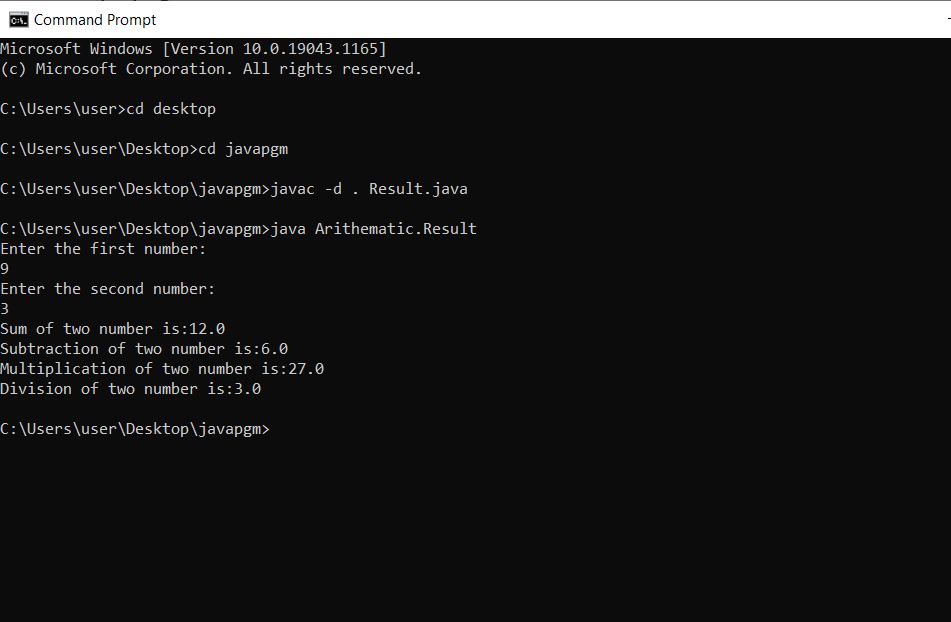 Command Prompt
Microsoft Windows [Version 10.0.19043.1165]
(c) Microsoft Corporation. All rights reserved.
C:\Users\user>cd desktop
C:\Users\user\Desktop>cd javapgm
C:\Users\user\Desktop\javapgm>javac -d . Result.java
C:\Users\user\Desktop\javapgm>java Arithematic.Result
Enter the first number:
9
Enter the second number:
3
Sum of two number is:12.0
Subtraction of two number is:6.0
Multiplication of two number is:27.0
Division of two number is:3.0
C:\Users\user\Desktop\javapgm>